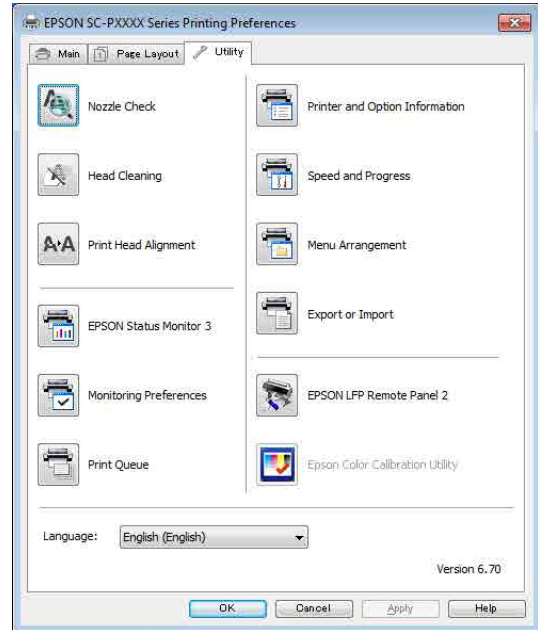 EPSON SC-PXXXX Series Printing Preferences
Main
Page Layout
Utility
Nozzle Check
Printer and Option Information
Head Cleaning
Speed and Progress
Print Head Alignment
Menu Arrangement
EPSON Status Monitor 3
Export or Import
Monitoring Preferences
EPSON LFP Remote Panel 2
Print Queue
Epson Color Calibration Utility
Language:
English (English)
Version 6.70
OK
Cancel
Apply
Help